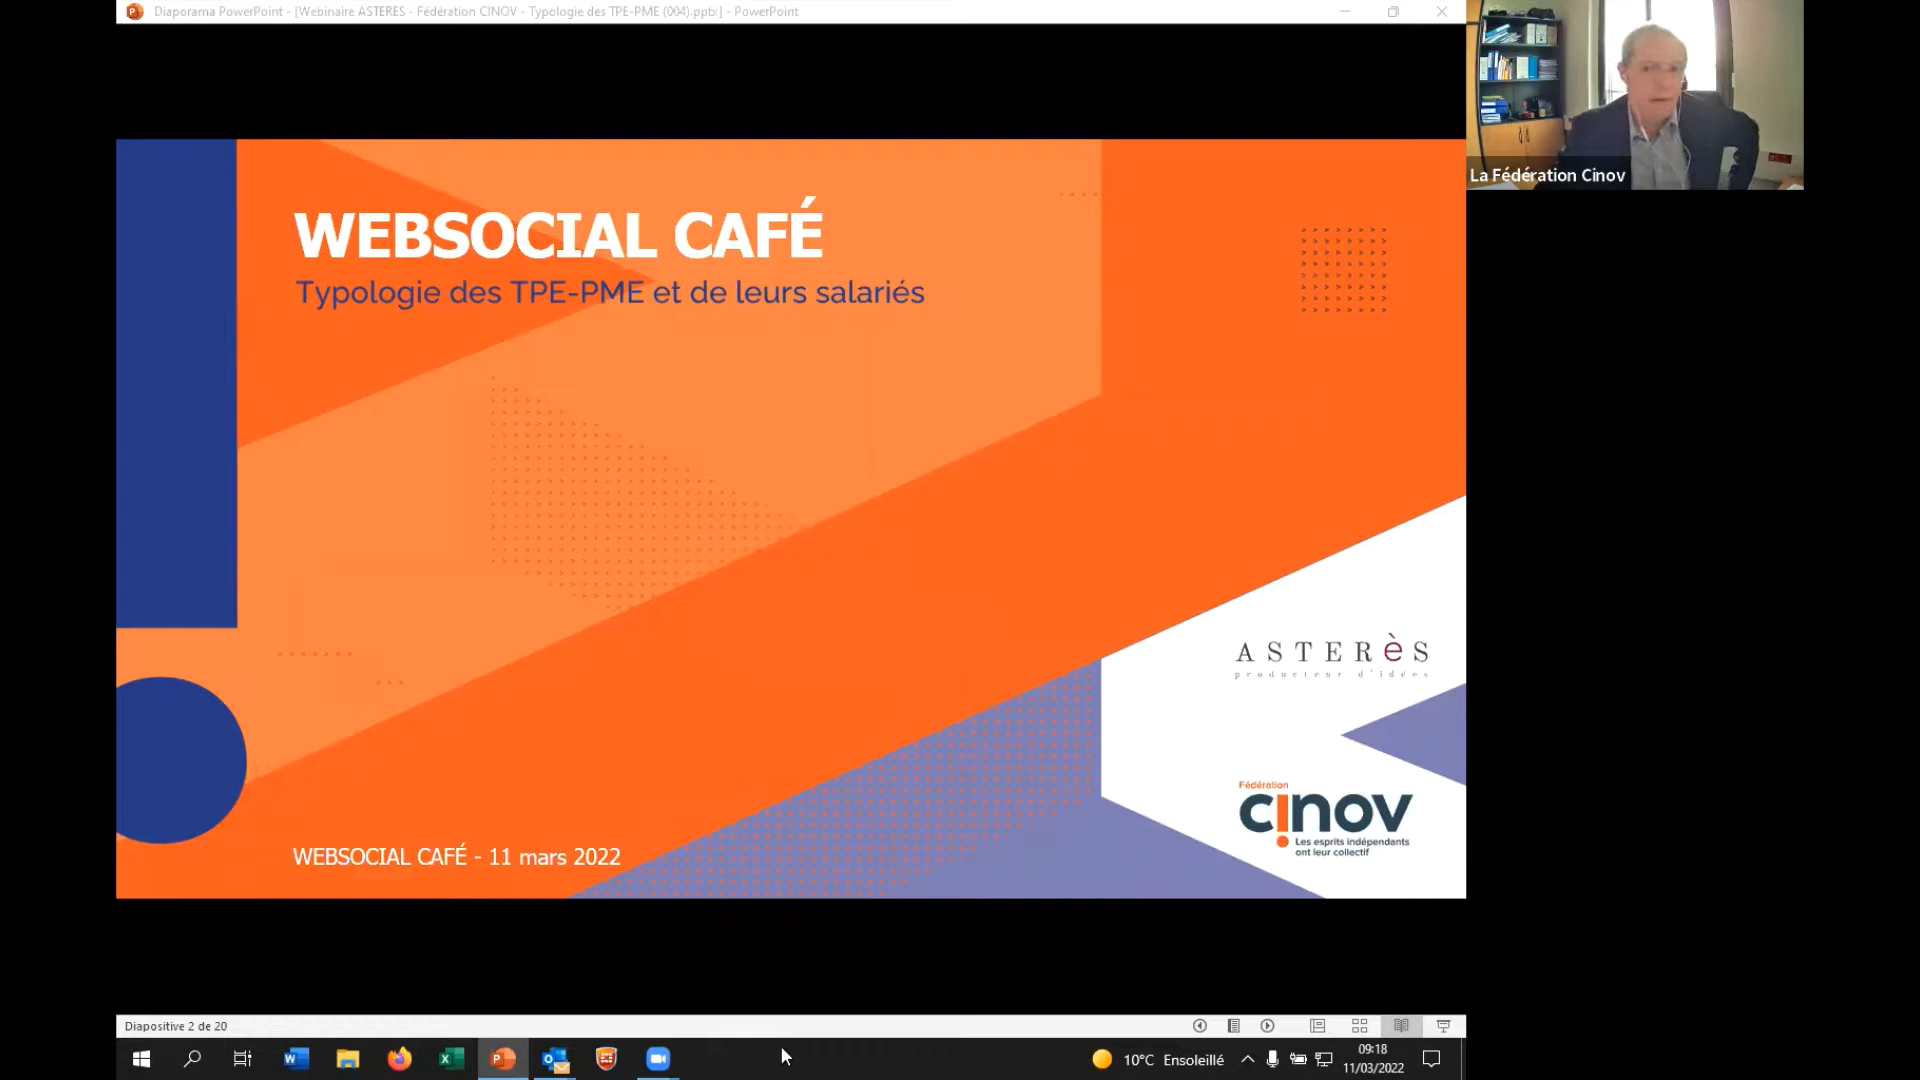 Diaporama PowerPoint - [Webinaire ASTERES - Fédération CINOV - Typologie des TPE-PME (004).ppb:] - PowerPoint
La Fédération Cinov
WEBSOCIAL CAFÉ
Typologie des TPE-PME et de leurs salariés
ASTERèS
producteur d'idées
Fédération
cinov
Les esprits indépendants
ont leur collectif
WEBSOCIAL CAFÉ - 11 mars 2022
Diapositive 2 de 20
10°C Ensoleillé
09:18
11/03/2022